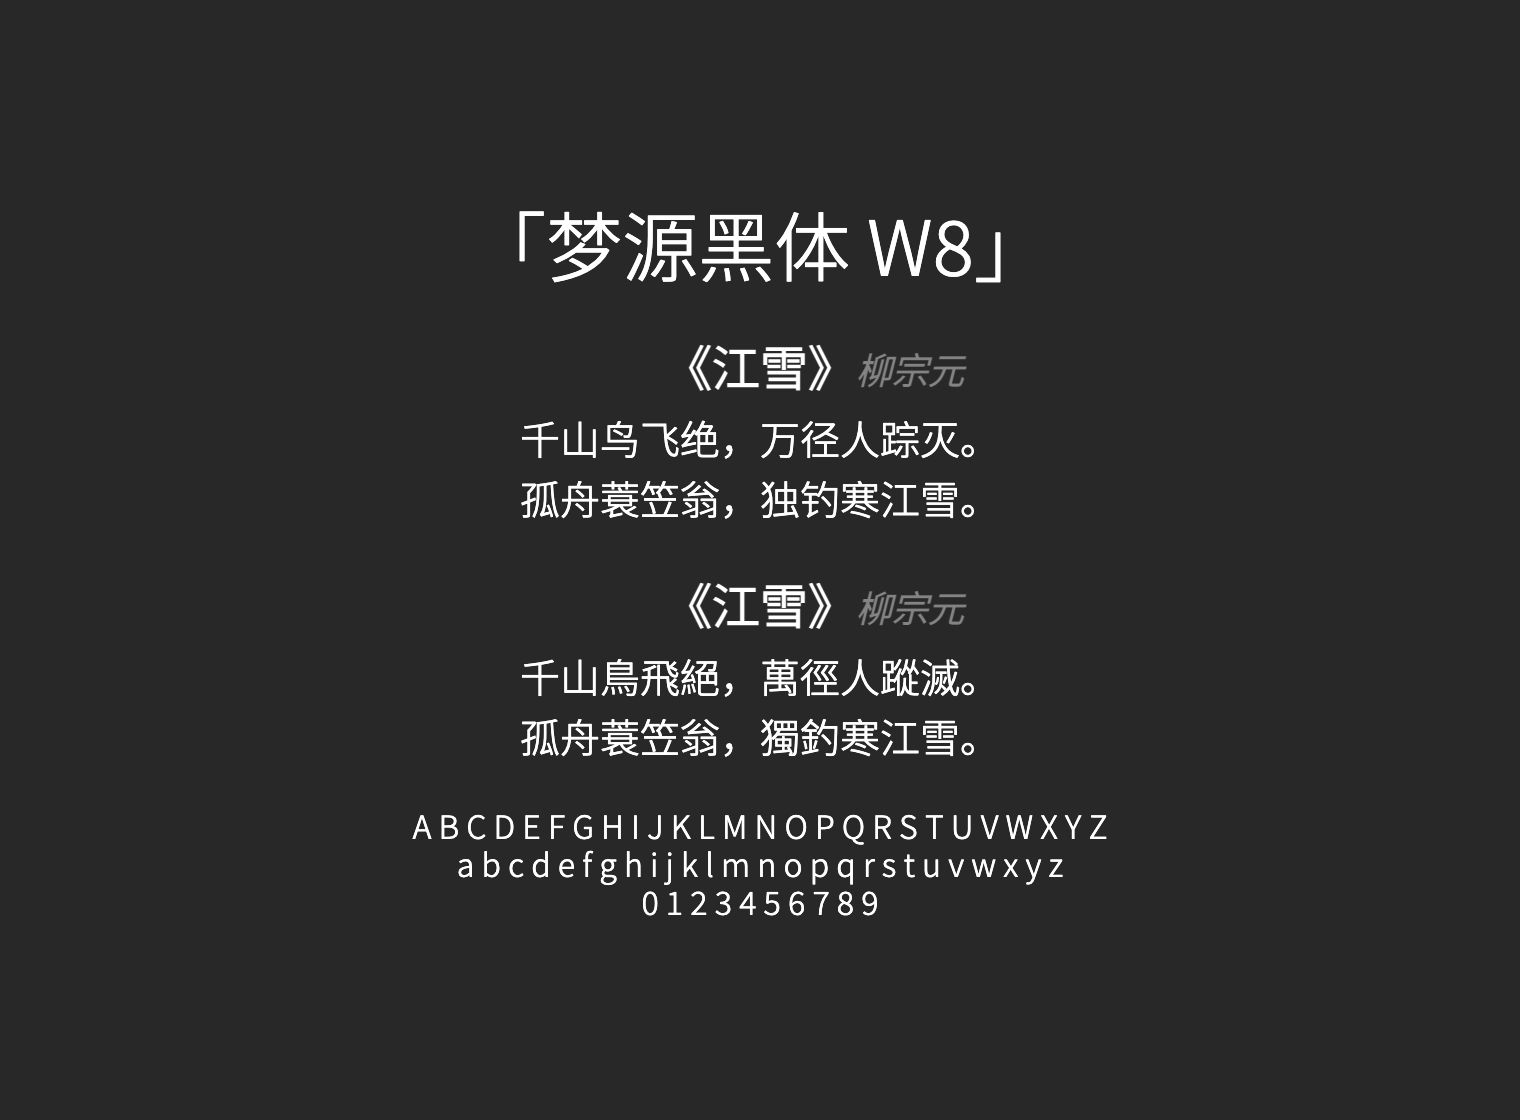 「梦源黑体 W8」
《江雪》柳宗元
千山鸟飞绝，万径人踪灭。
孤舟蓑笠翁，独钓寒江雪。
《江雪》柳宗元
千山鳥飛絕，萬徑人蹤滅。
孤舟蓑笠翁，獨釣寒江雪。
A B C D E F G H I J K L M N O P Q R S T U V W X Y Z
a b c d e f g h i j k l m n o p q r s t u v w x y z
0 1 2 3 4 5 6 7 8 9